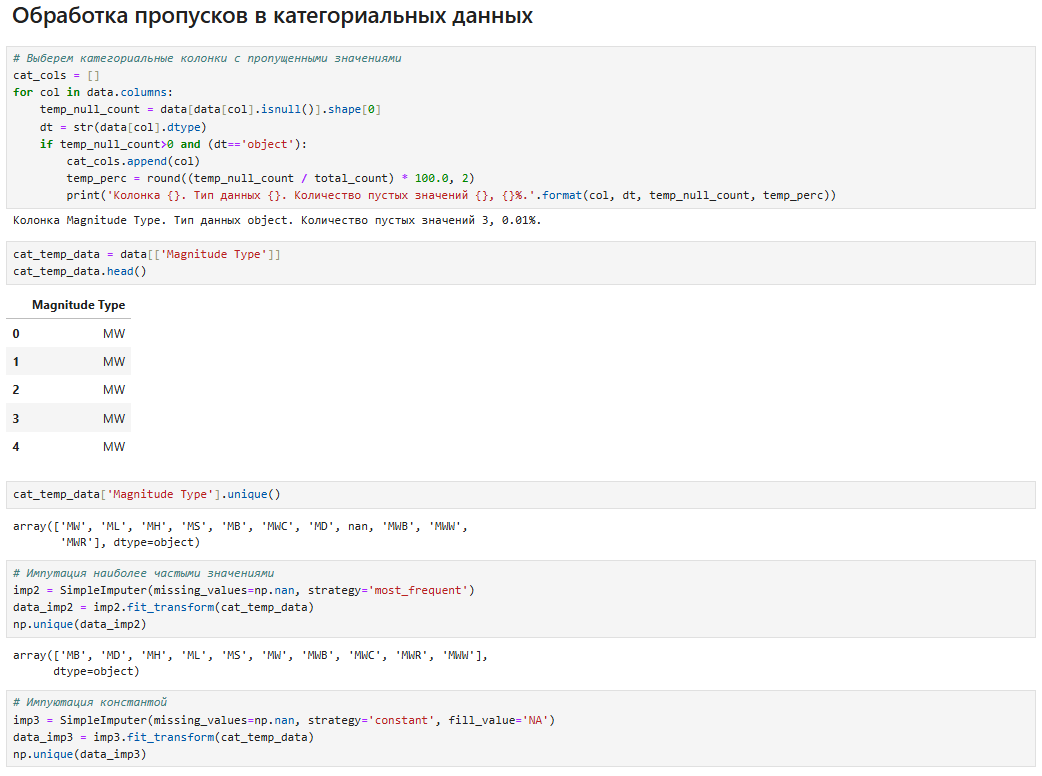 Обработка пропусков в категориальных данных
# Выберем категориальные колонки с пропущенными значениями
cat_cols = []
for col in data.columns:
    temp_null_count = data[data[col].isnull()].shape[0]
    dt = str(data[col].dtype)
    if temp_null_count>0 and (dt=='object'):
        cat_cols.append(col)
        temp_perc = round((temp_null_count / total_count) * 100.0, 2)
        print('Колонка {}. Тип данных {}. Количество пустых значений {}, {}%.'.format(col, dt, temp_null_count, temp_perc))
Колонка Magnitude Type. Тип данных object. Количество пустых значений 3, 0.01%.
cat_temp_data = data[['Magnitude Type']]
cat_temp_data.head()
Magnitude Type
0 MW
1 MW
2 MW
3 MW
4 MW
cat_temp_data['Magnitude Type'].unique()
array(['MW', 'ML', 'MH', 'MS', 'MB', 'MWC', 'MD', nan, 'MWB', 'MWW',
       'MWR'], dtype=object)
# Импутация наиболее частыми значениями
imp2 = SimpleImputer(missing_values=np.nan, strategy='most_frequent')
data_imp2 = imp2.fit_transform(cat_temp_data)
np.unique(data_imp2)
array(['MB', 'MD', 'MH', 'ML', 'MS', 'MW', 'MWB', 'MWC', 'MWR', 'MWW'],
      dtype=object)
# Импуютация константой
imp3 = SimpleImputer(missing_values=np.nan, strategy='constant', fill_value='NA')
data_imp3 = imp3.fit_transform(cat_temp_data)
np.unique(data_imp3)